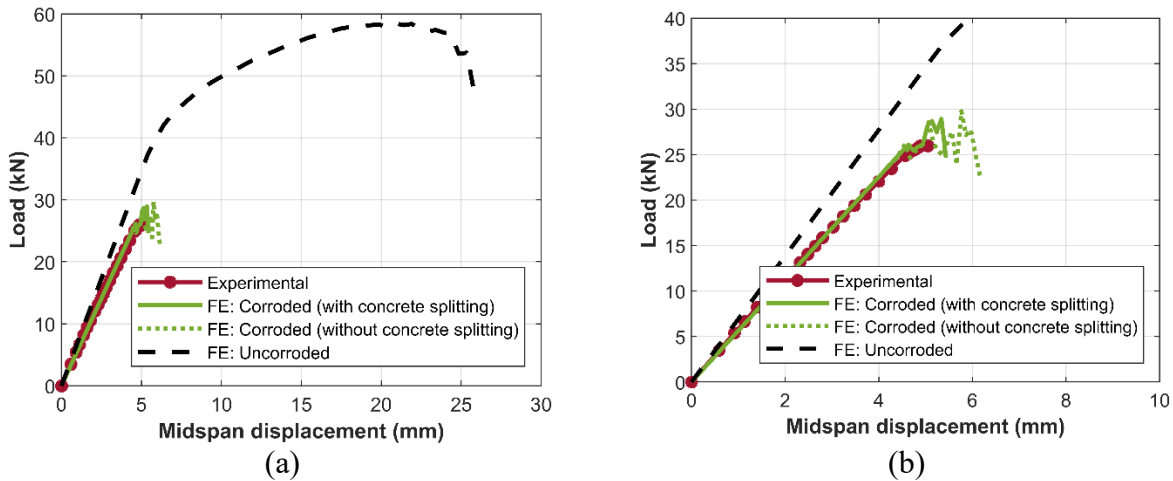 60
50
40
30
20
10
0
Load (kN)
Experimental
FE: Corroded (with concrete splitting)
FE: Corroded (without concrete splitting)
FE: Uncorroded
0 5 10 15 20 25 30
Midspan displacement (mm)
(a)
40
35
30
25
20
15
10
5
0
Load (kN)
Experimental
FE: Corroded (with concrete splitting)
FE: Corroded (without concrete splitting)
FE: Uncorroded
0 2 4 6 8 10
Midspan displacement (mm)
(b)